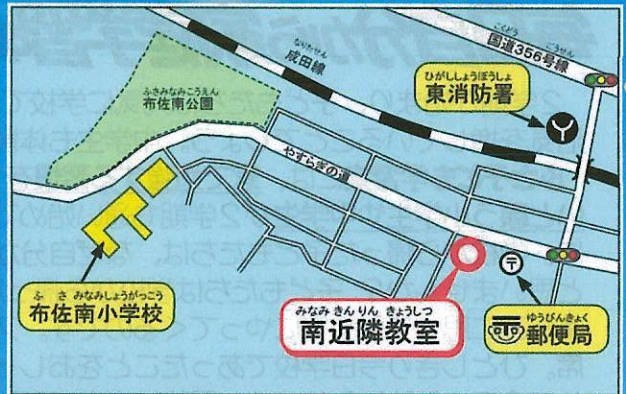 こくどう ごうせん
国道356号線
なりたせん
成田線
ひがししょうぼうしょ
東消防署
ふさみなみこうえん
布佐南公園
やすらぎの道
ふ さ みなみしょうがっこう
布佐南小学校
みなみ きん りん きょうしつ
南近隣教室
〒
ゆうびんきょく
郵便局